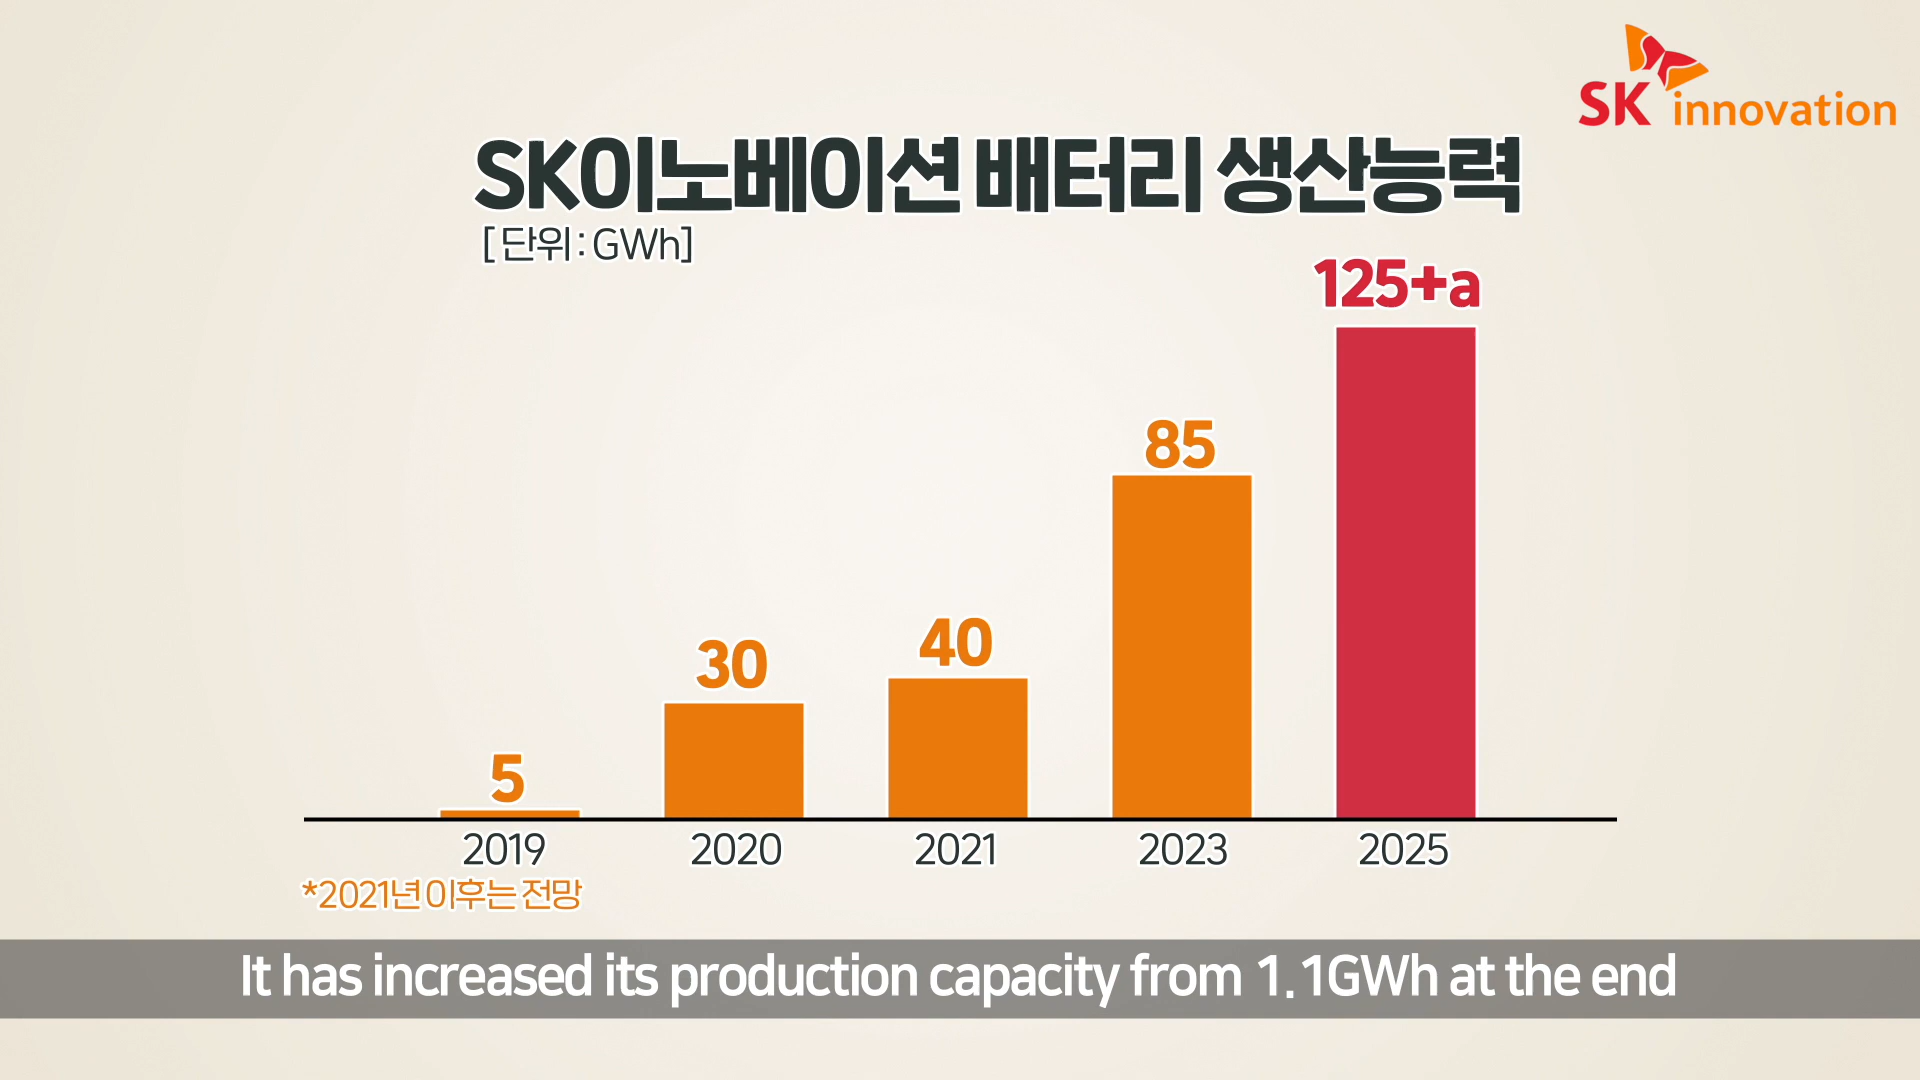 SK innovation
SK이노베이션 배터리 생산능력
[단위 : GWh]
125+a
85
40
30
5
2019 2020 2021 2023 2025
*2021년 이후는 전망
It has increased its production capacity from 1.1GWh at the end